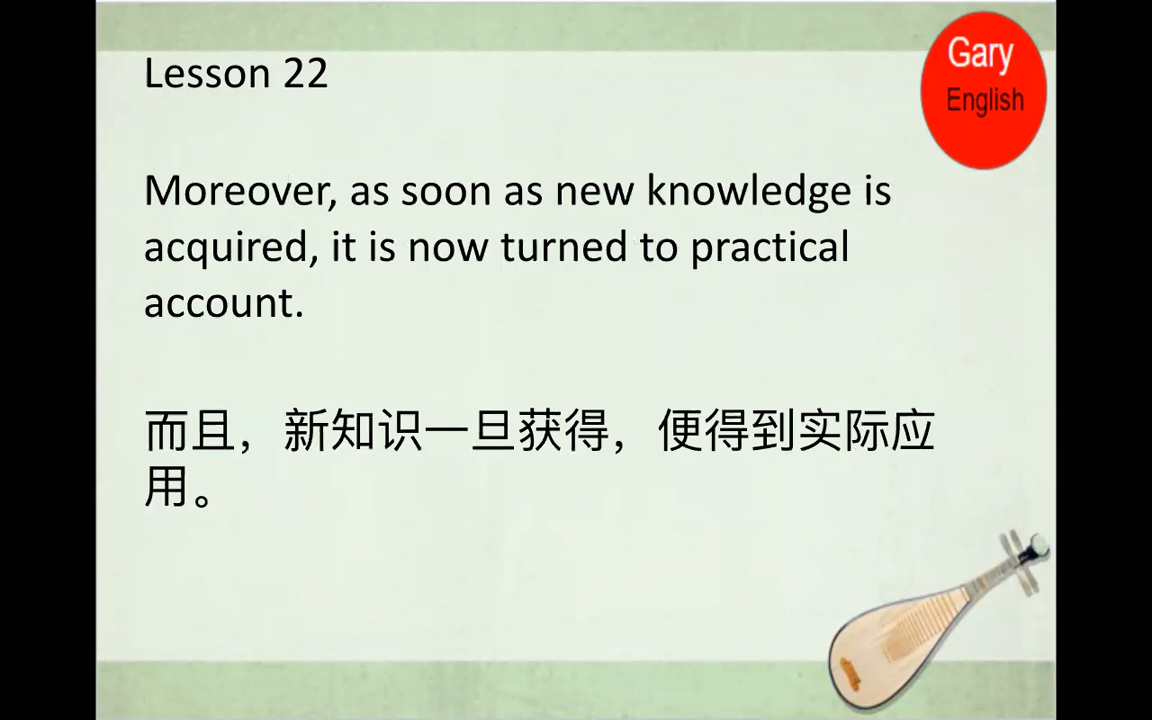 Lesson 22
Gary
English
Moreover, as soon as new knowledge is
acquired, it is now turned to practical
account.
而且，新知识一旦获得，便得到实际应
用。